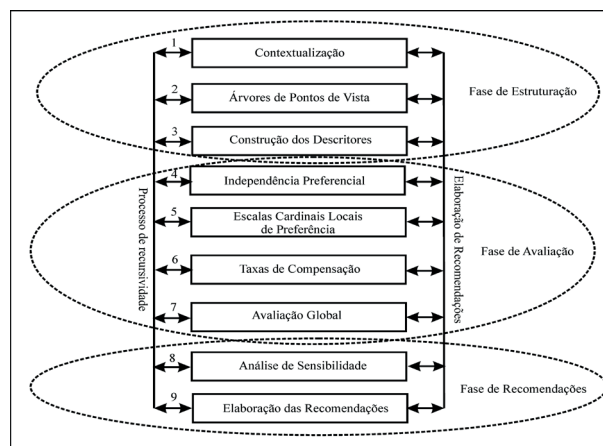 1
Contextualização
2
Árvores de Pontos de Vista
Fase de Estruturação
3
Construção dos Descritores
4
Independência Preferencial
5
Escalas Cardinais Locais
de Preferência
Fase de Avaliação
6
Taxas de Compensação
7
Avaliação Global
8
Análise de Sensibilidade
Fase de Recomendações
9
Elaboração das Recomendações
Processo de recursividade
Elaboração de Recomendações